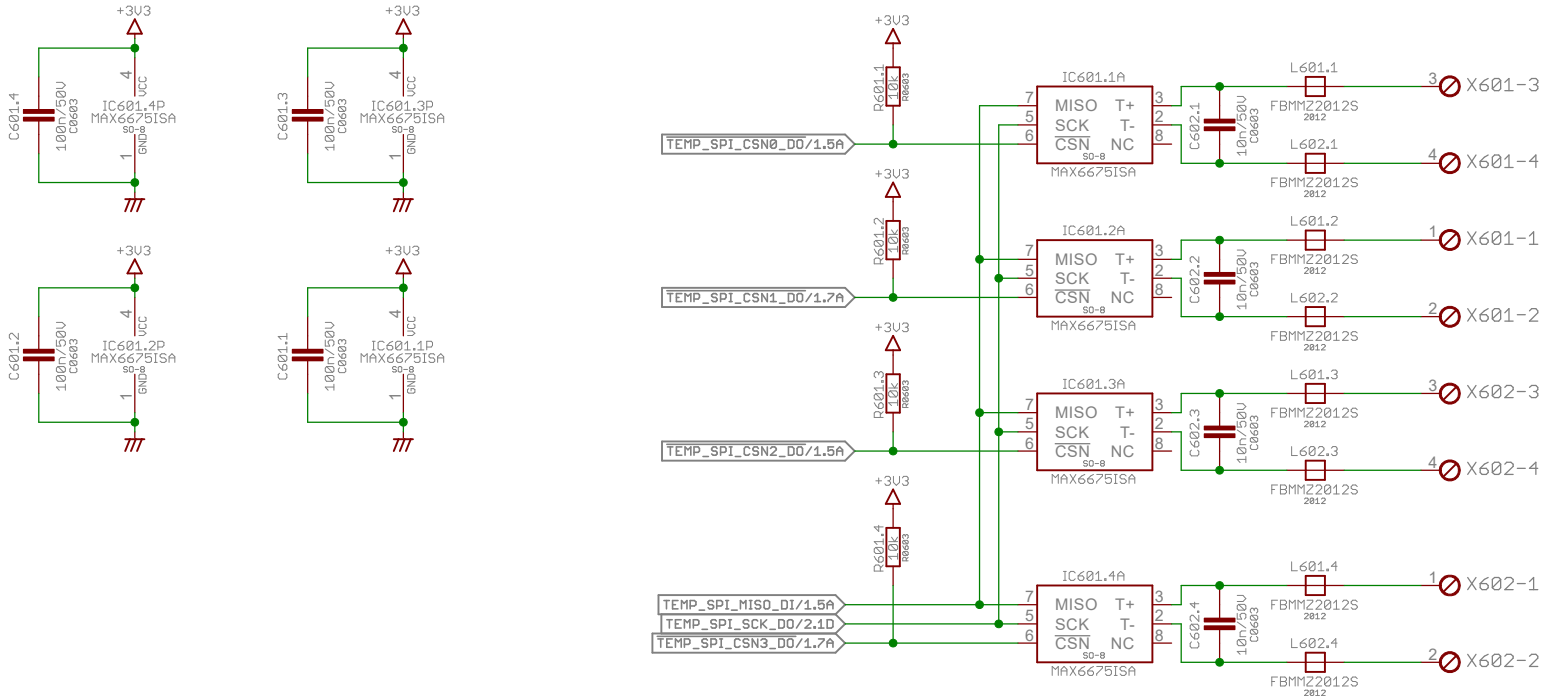 +3V3
C601.4
100n/50V
C0603
4
VCC
IC601.4P
MAX6675ISA
SO-8
1
GND
+3V3
C601.3
100n/50V
C0603
4
VCC
IC601.3P
MAX6675ISA
SO-8
1
GND
+3V3
C601.2
100n/50V
C0603
4
VCC
IC601.2P
MAX6675ISA
SO-8
1
GND
+3V3
C601.1
100n/50V
C0603
4
VCC
IC601.1P
MAX6675ISA
SO-8
1
GND
+3V3
R601.1
10k
R0603
TEMP_SPI_CSN0_DO/1.5A
IC601.1A
7 MISO T+ 3
5 SCK T- 2
6 CSN NC 8
SO-8
MAX6675ISA
C602.1
10n/50V
C0603
L601.1
FBMMZ2012S
2012
3 X601-3
L602.1
FBMMZ2012S
2012
4 X601-4
+3V3
R601.2
10k
R0603
TEMP_SPI_CSN1_DO/1.7A
IC601.2A
7 MISO T+ 3
5 SCK T- 2
6 CSN NC 8
SO-8
MAX6675ISA
C602.2
10n/50V
C0603
L601.2
FBMMZ2012S
2012
1 X601-1
L602.2
FBMMZ2012S
2012
2 X601-2
+3V3
R601.3
10k
R0603
TEMP_SPI_CSN2_DO/1.5A
IC601.3A
7 MISO T+ 3
5 SCK T- 2
6 CSN NC 8
SO-8
MAX6675ISA
C602.3
10n/50V
C0603
L601.3
FBMMZ2012S
2012
3 X602-3
L602.3
FBMMZ2012S
2012
4 X602-4
+3V3
R601.4
10k
R0603
TEMP_SPI_MISO_DI/1.5A
TEMP_SPI_SCK_DO/2.1D
TEMP_SPI_CSN3_DO/1.7A
IC601.4A
7 MISO T+ 3
5 SCK T- 2
6 CSN NC 8
SO-8
MAX6675ISA
C602.4
10n/50V
C0603
L601.4
FBMMZ2012S
2012
1 X602-1
L602.4
FBMMZ2012S
2012
2 X602-2